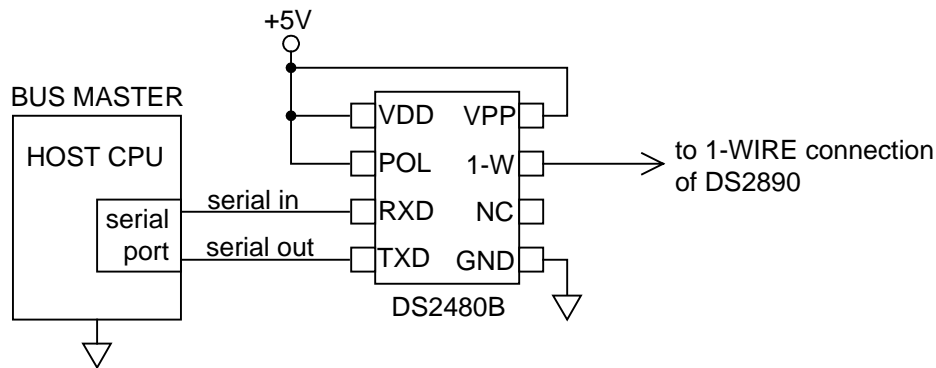 +5V
BUS MASTER
HOST CPU
serial
port
serial in
serial out
VDD
VPP
POL
1-W
RXD
NC
TXD
GND
DS2480B
to 1-WIRE connection
of DS2890